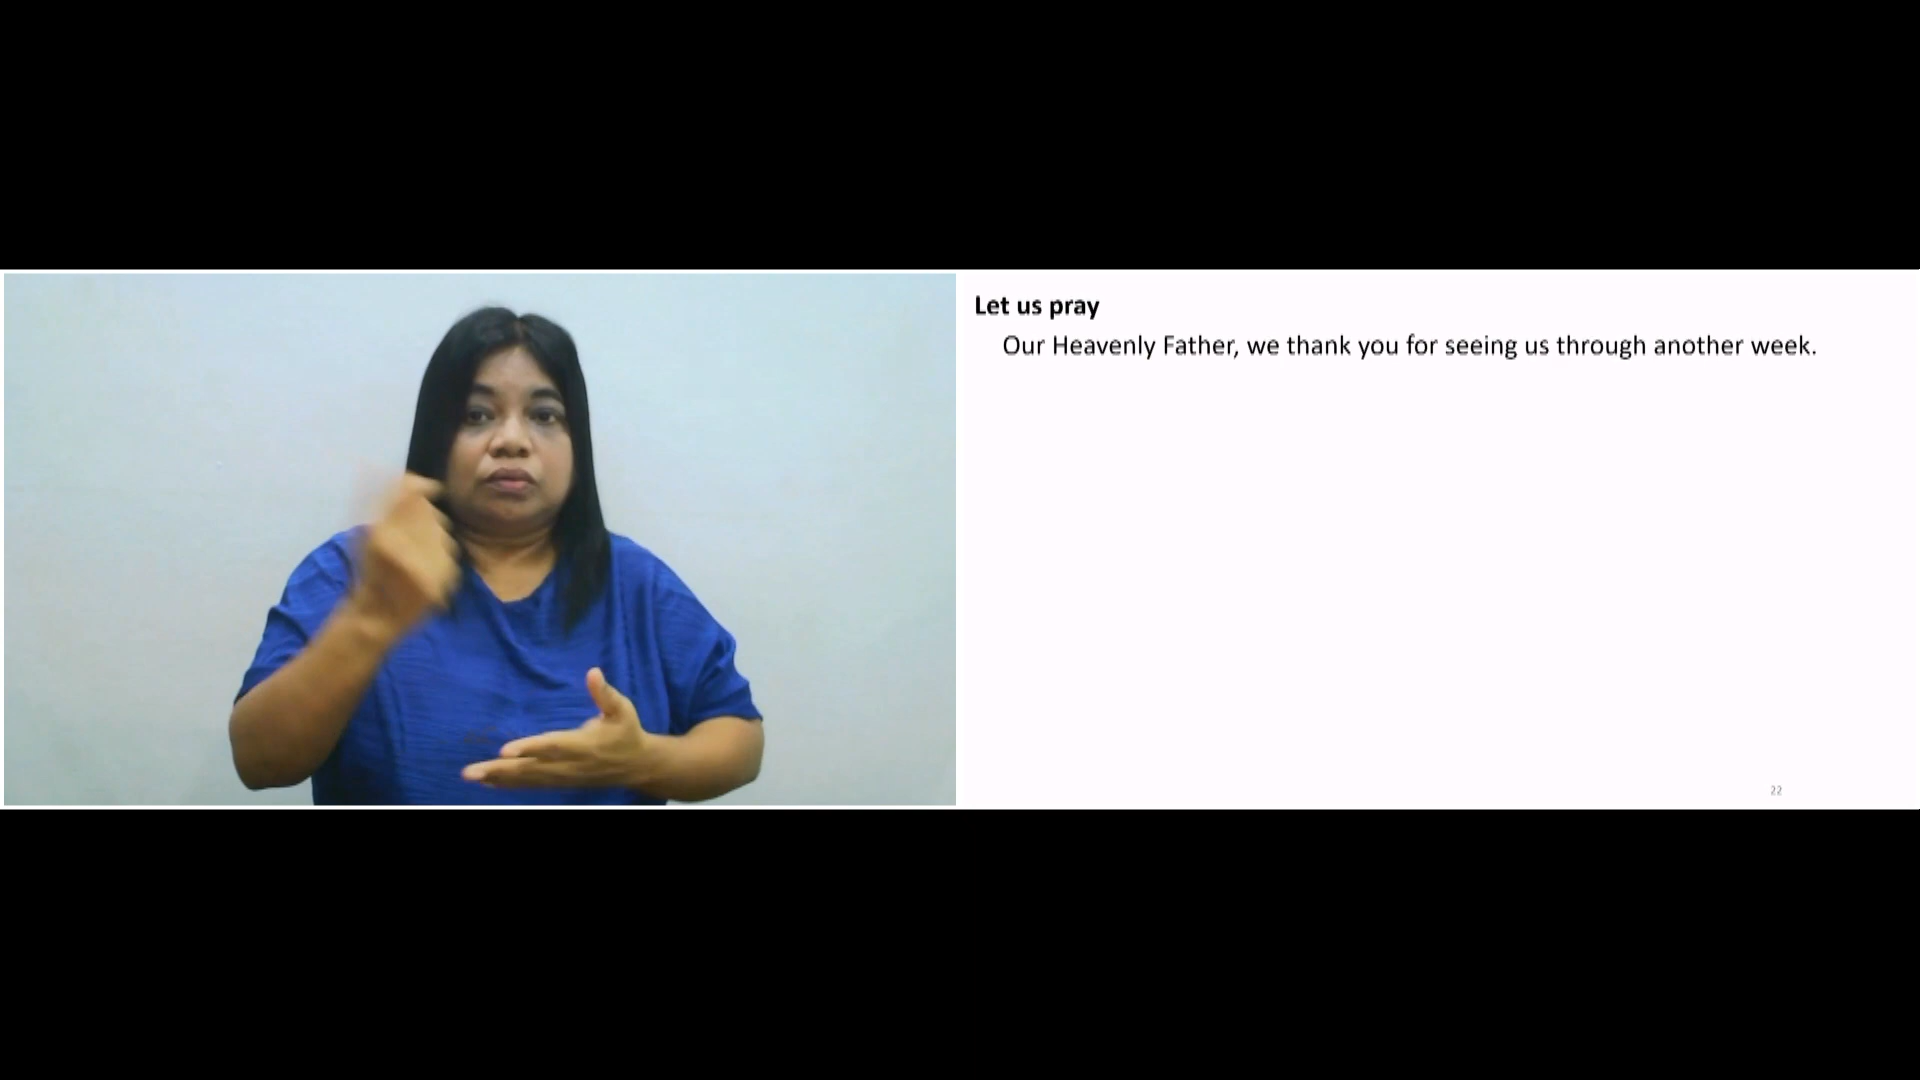 Let us pray
Our Heavenly Father, we thank you for seeing us through another week.
22